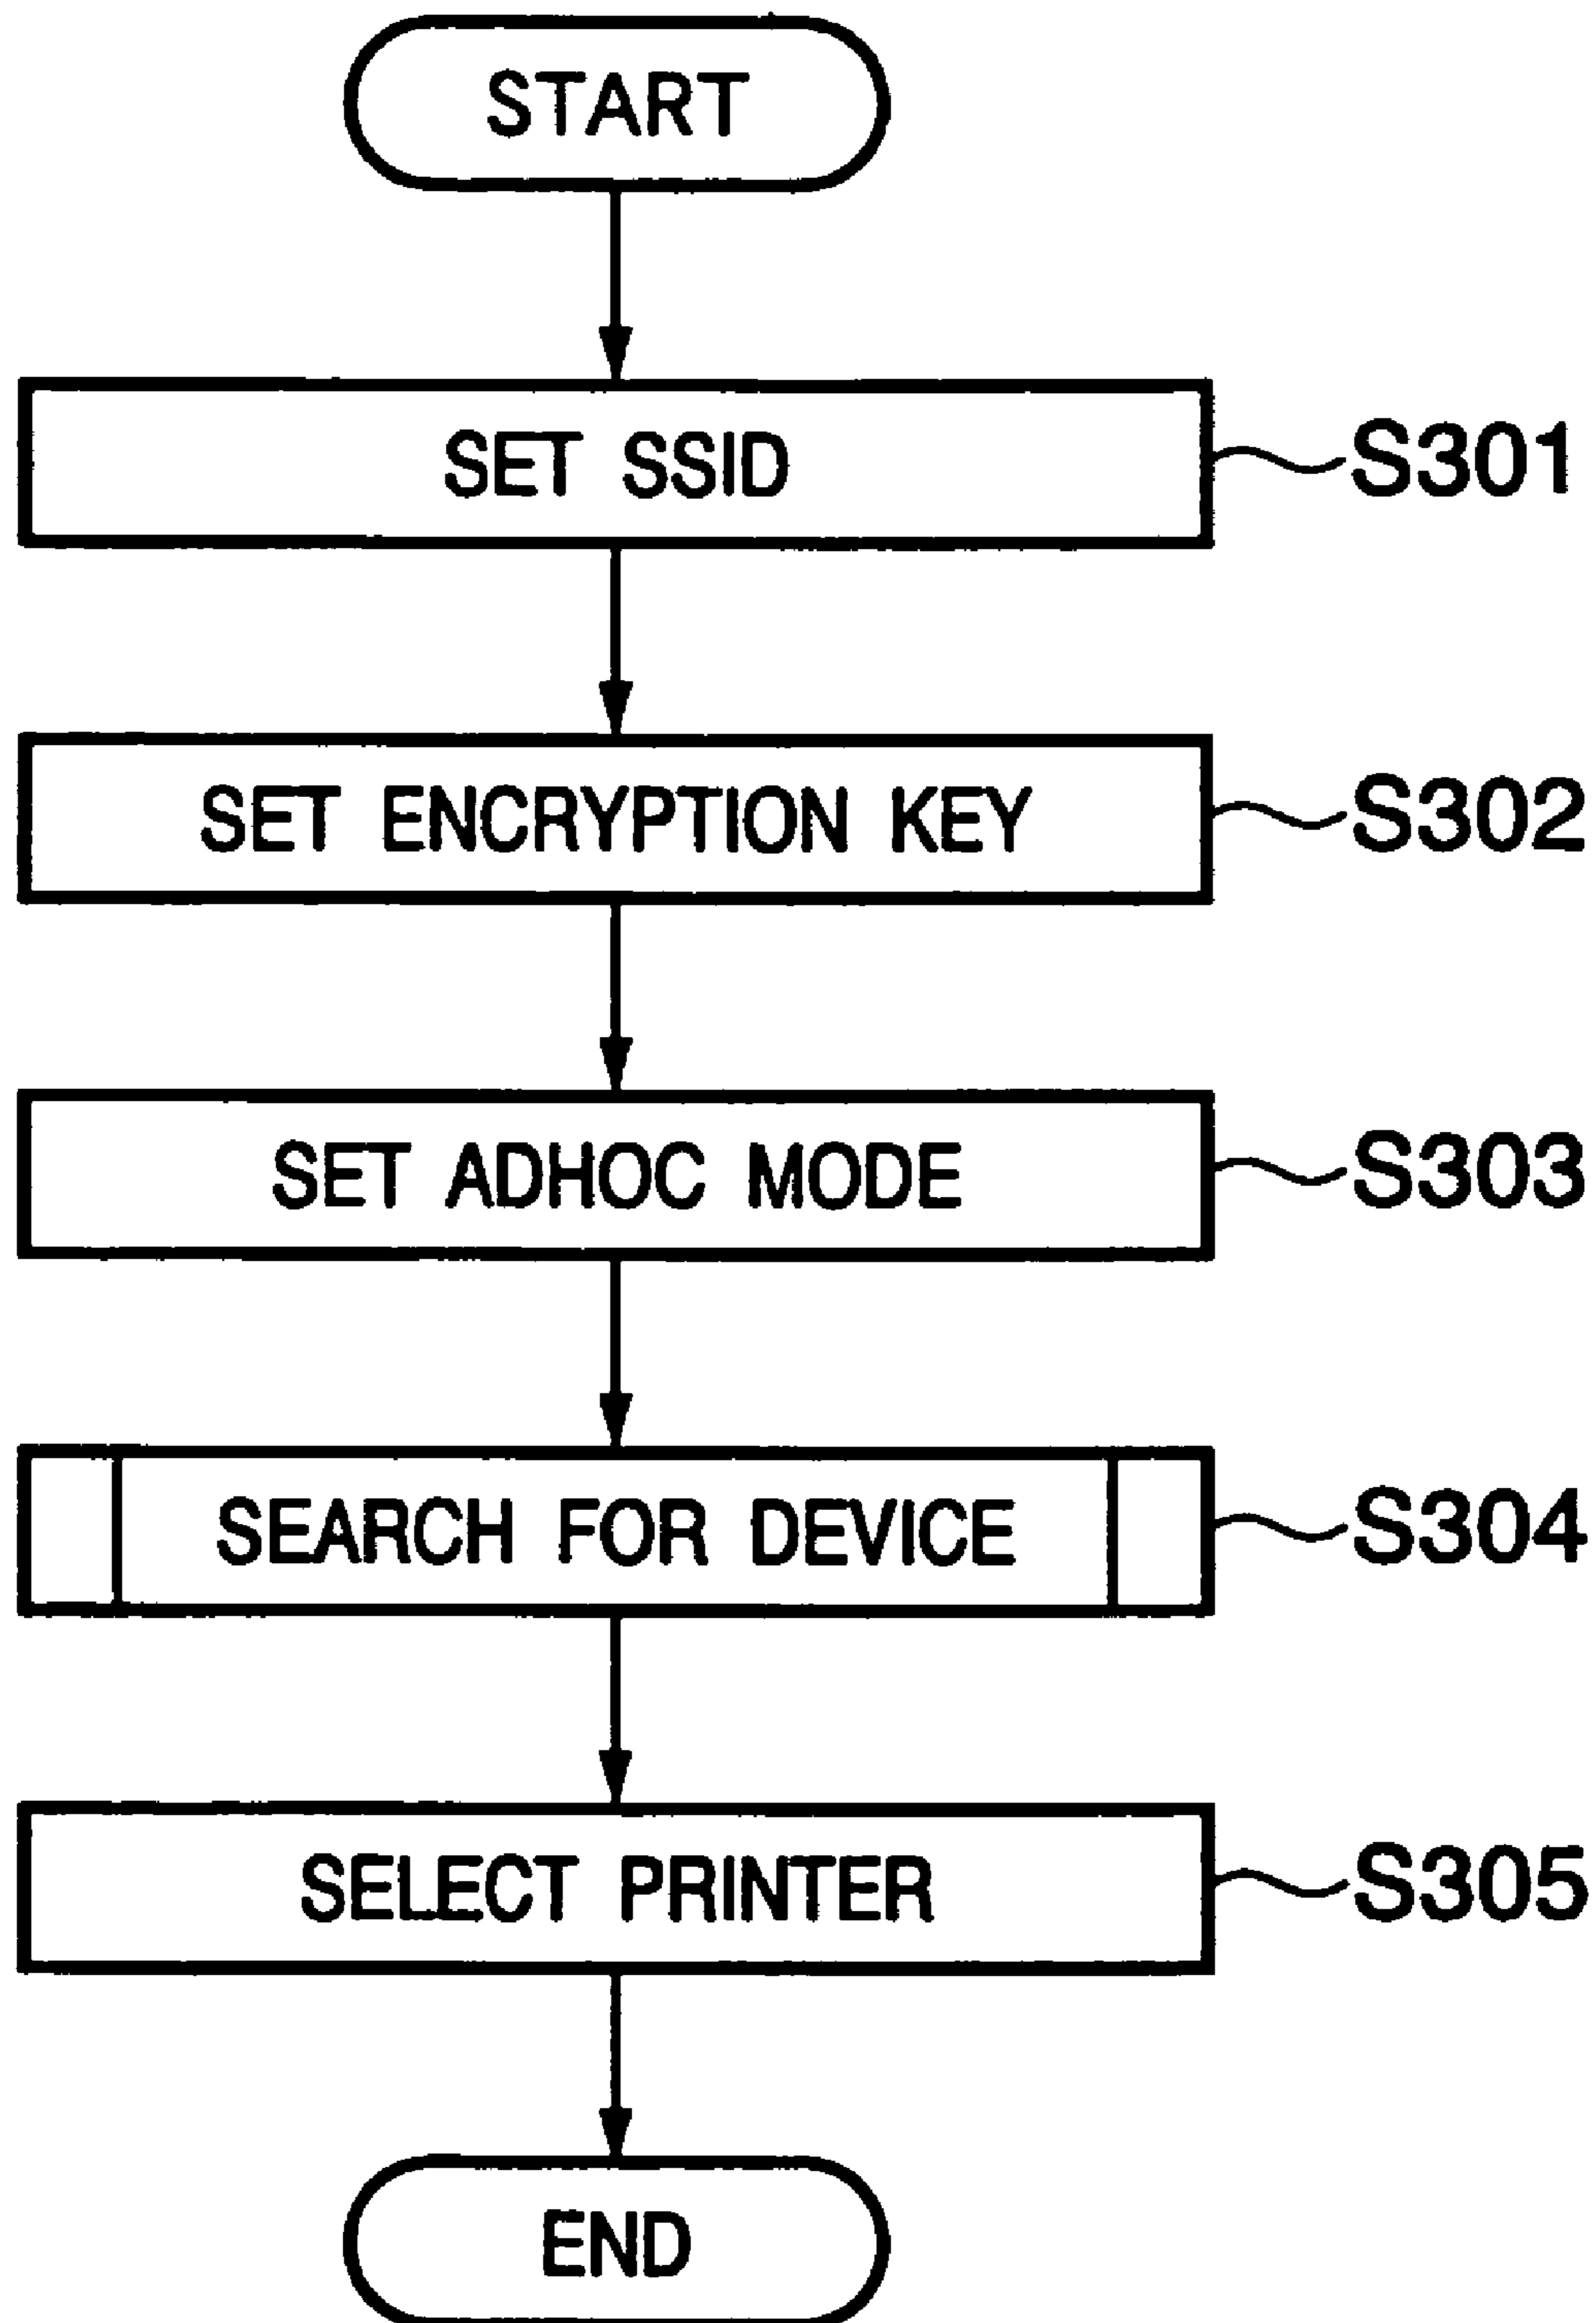 START
SET SSID
S301
SET ENCRYPTION KEY
S302
SET ADHOC MODE
S303
SEARCH FOR DEVICE
S304
SELECT PRINTER
S305
END